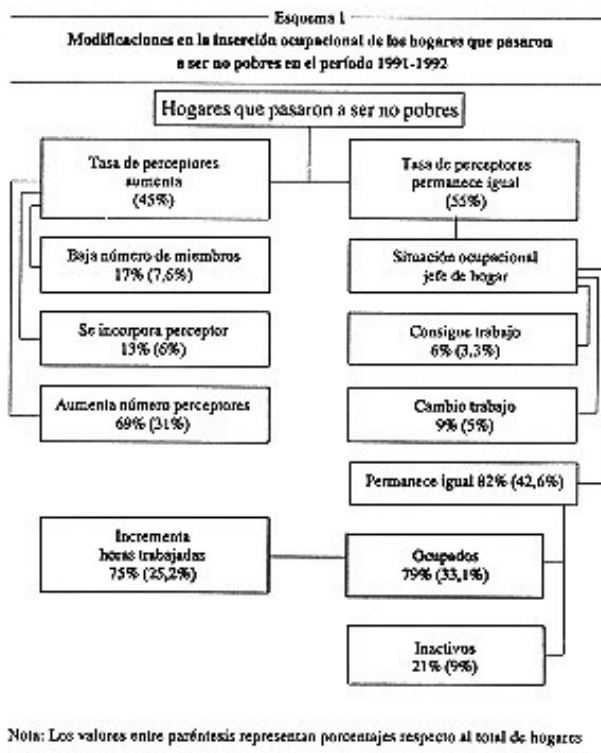 Esquema 1
Modificaciones en la inserción ocupacional de los hogares que pasaron
a ser no pobres en el período 1991-1992
Hogares que pasaron a ser no pobres
Tasa de perceptores
aumenta
(45%)
Tasa de perceptores
permanece igual
(55%)
Baja número de miembros
17% (7,6%)
Situación ocupacional
jefe de hogar
Se incorpora perceptor
13% (6%)
Consigue trabajo
6% (3,3%)
Aumenta número perceptores
69% (31%)
Cambio trabajo
9% (5%)
Permanece igual 82% (42,6%)
Incrementa
horas trabajadas
75% (25,2%)
Ocupados
79% (33,1%)
Inactivos
21% (9%)
Nota: Los valores entre paréntesis representan porcentajes respecto al total de hogares